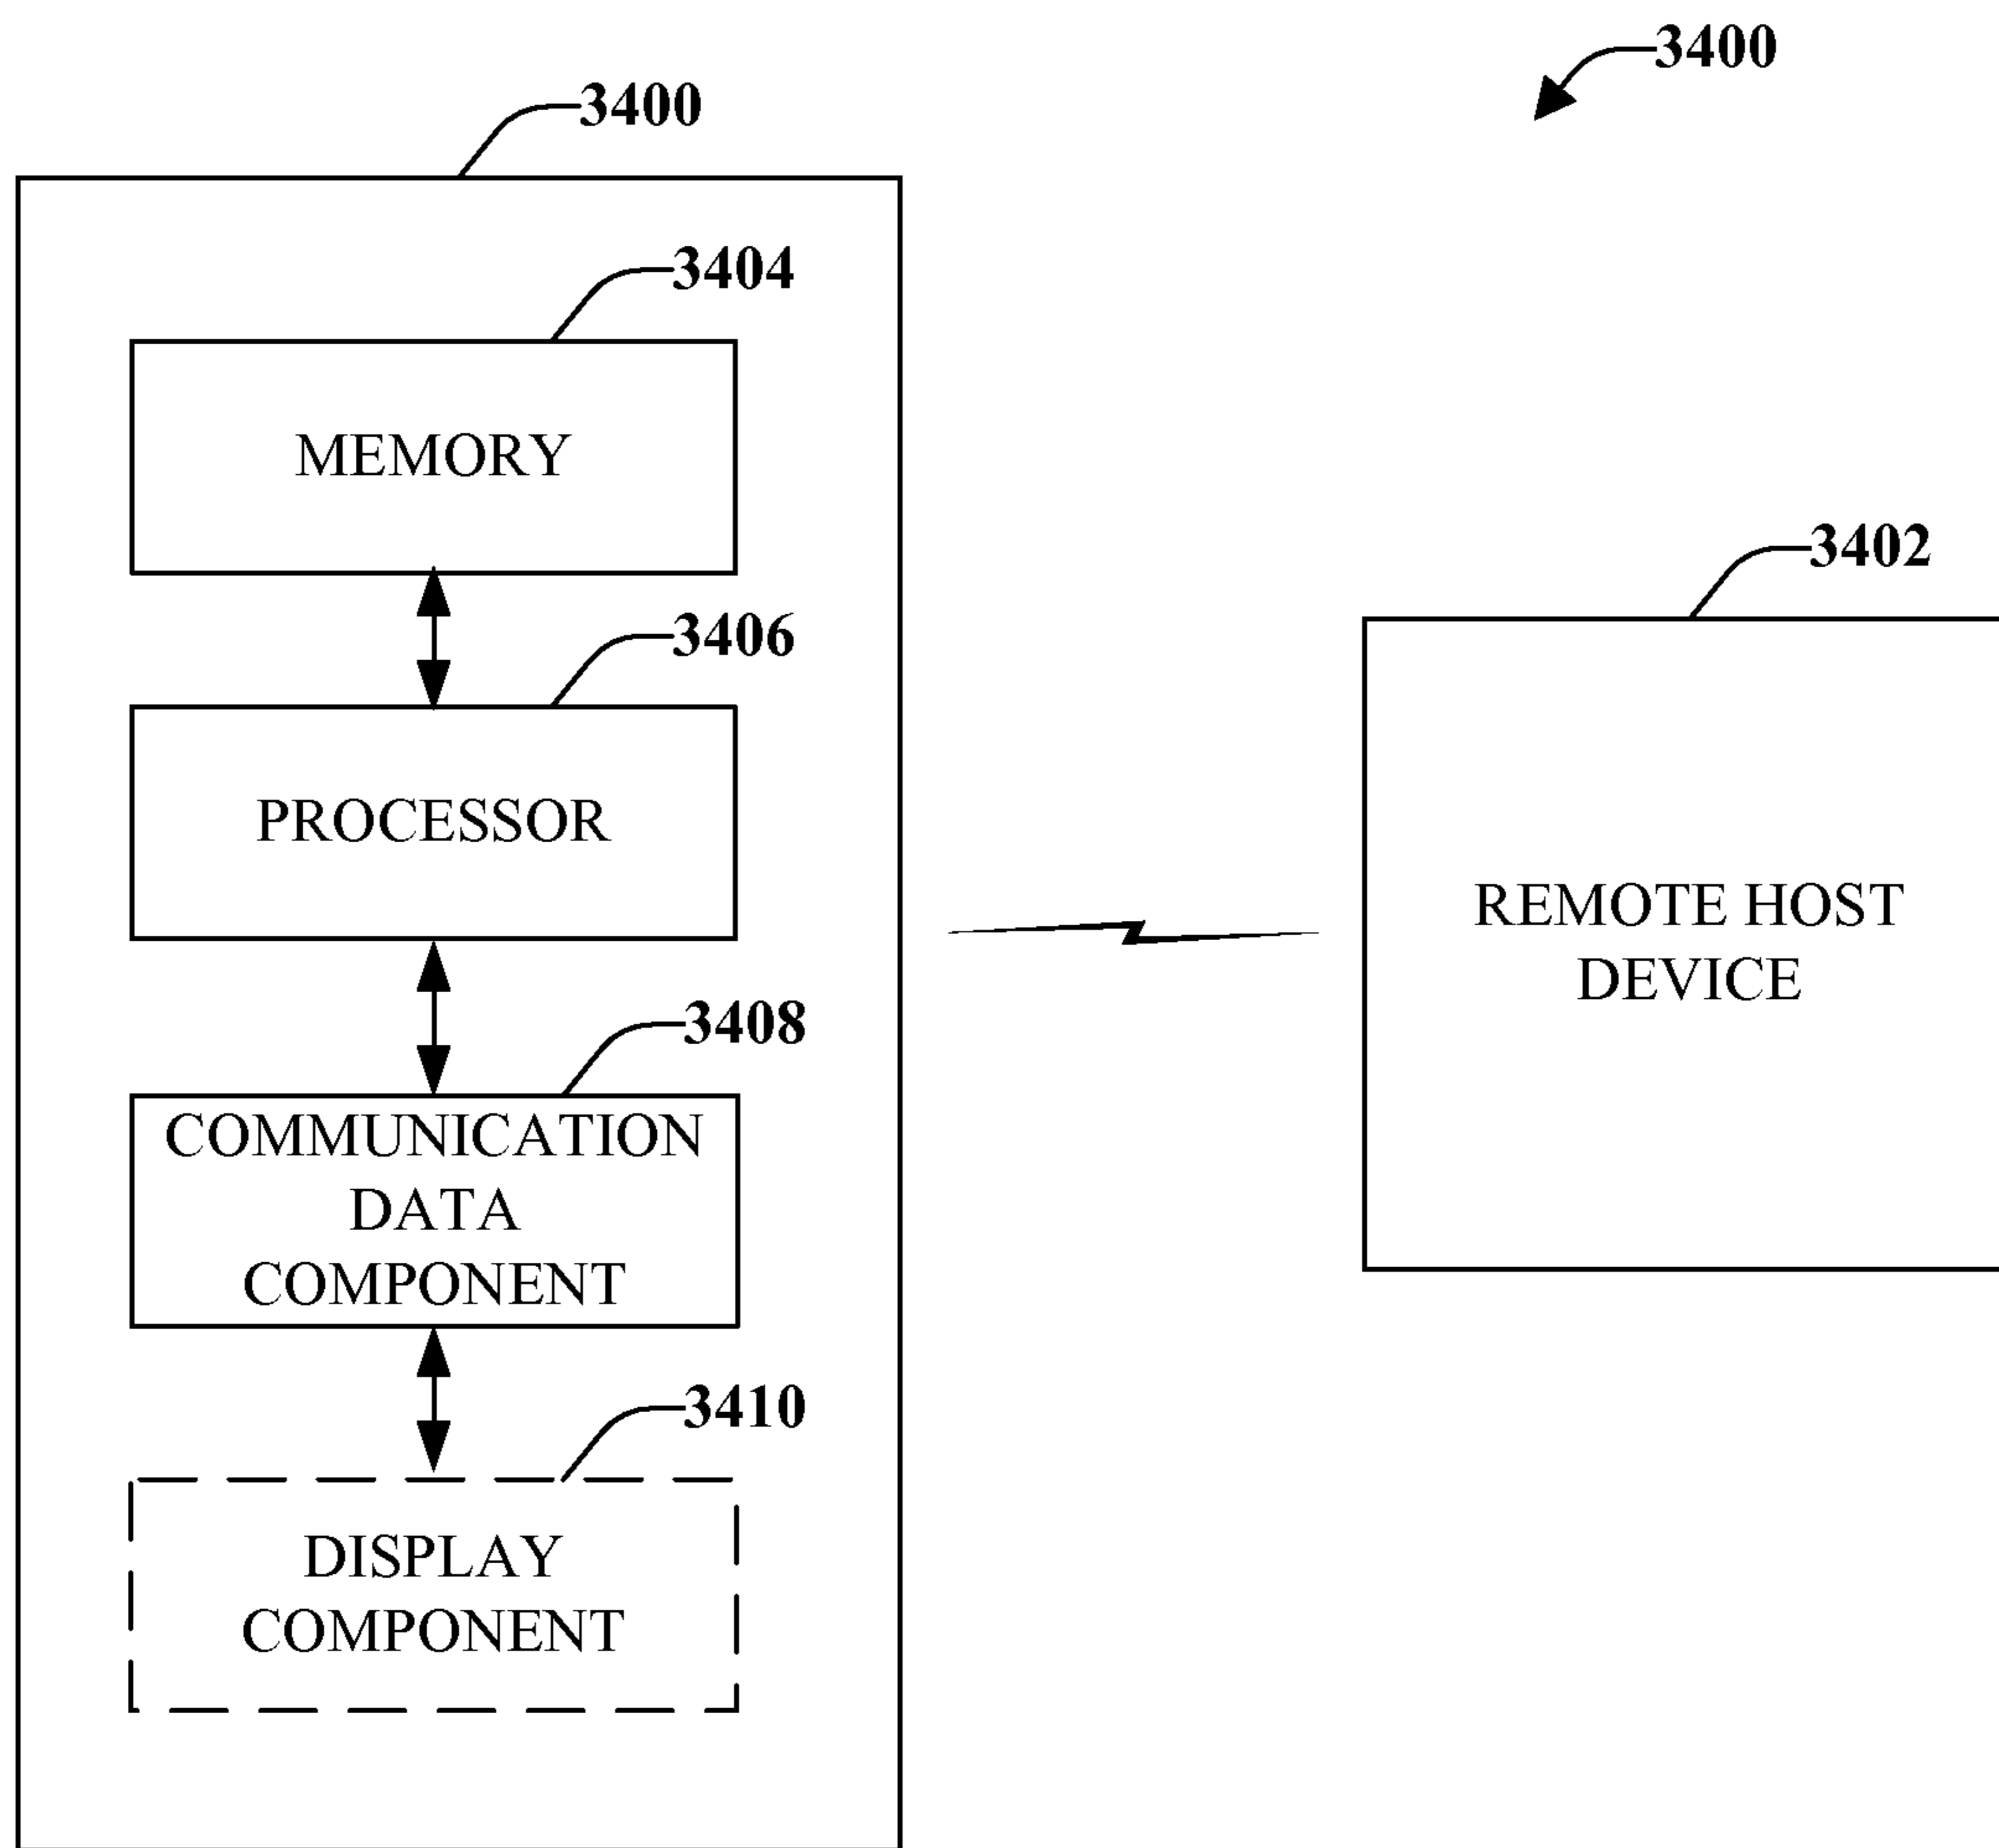 3400
3400
3404
MEMORY
3406
PROCESSOR
3402
REMOTE HOST
DEVICE
3408
COMMUNICATION
DATA
COMPONENT
3410
DISPLAY
COMPONENT